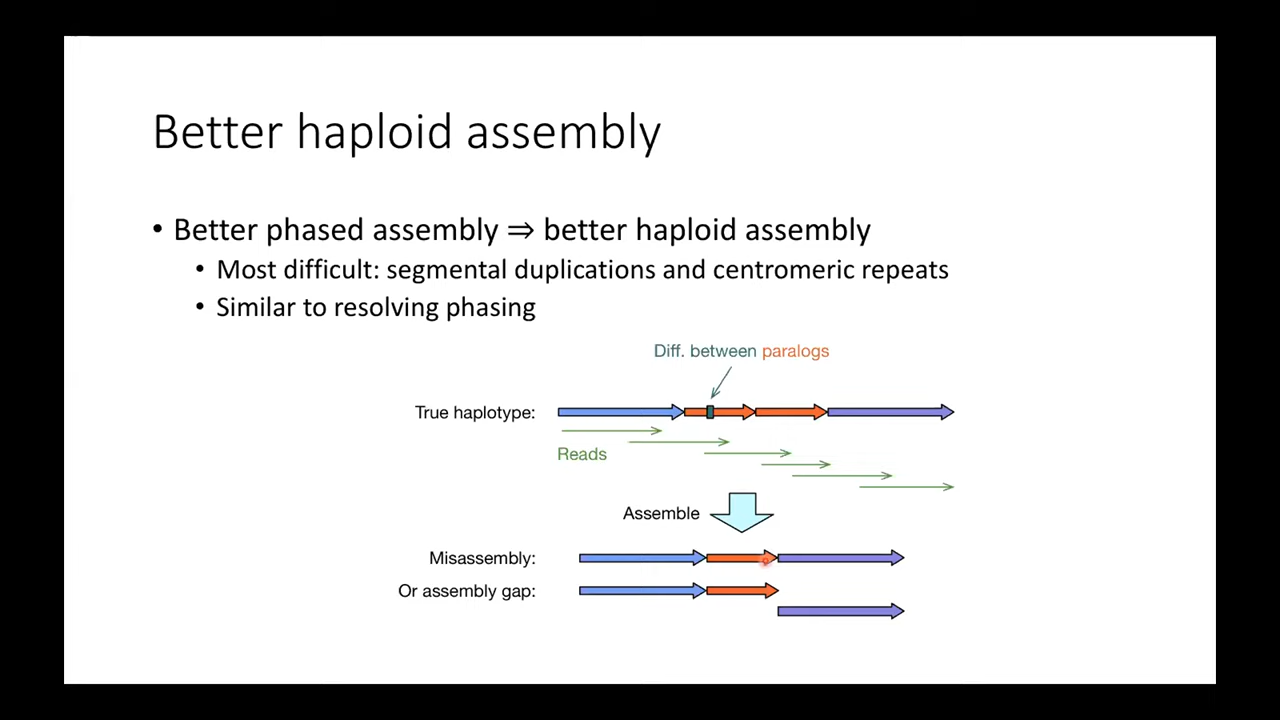 Better haploid assembly
• Better phased assembly ⇒ better haploid assembly
• Most difficult: segmental duplications and centromeric repeats
• Similar to resolving phasing
Diff. between paralogs
True haplotype:
Reads
Assemble
Misassembly:
Or assembly gap: